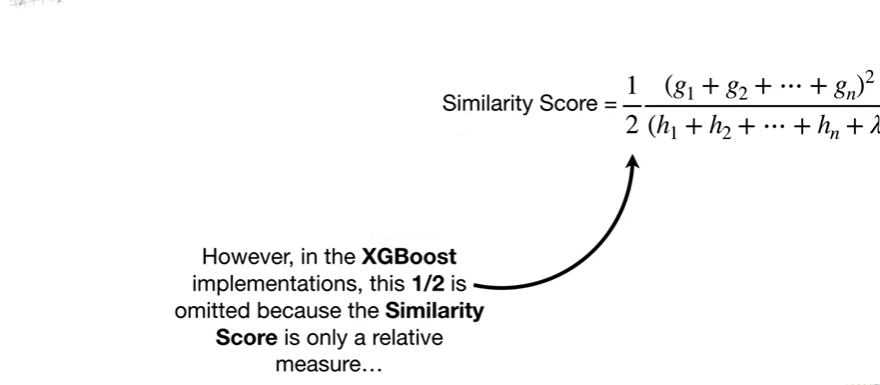 Similarity Score = 1/2 (g₁ + g₂ + ⋯ + gₙ)² / (h₁ + h₂ + ⋯ + hₙ + λ
However, in the XGBoost
implementations, this 1/2 is
omitted because the Similarity
Score is only a relative
measure…